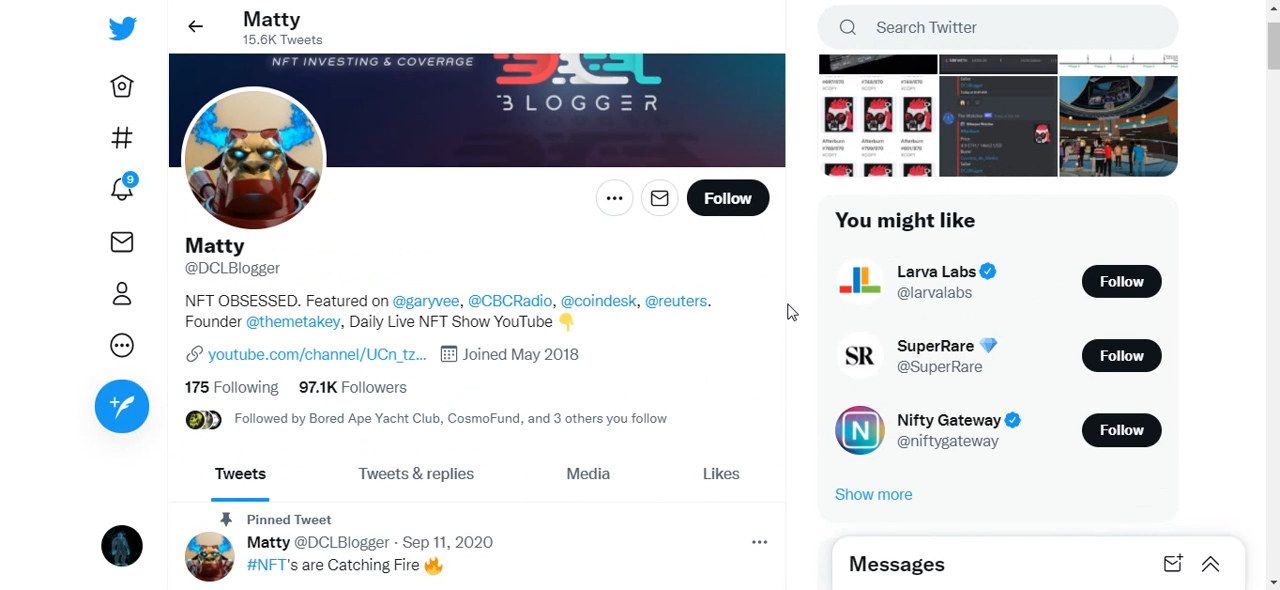 Matty
15.6K Tweets
NFT INVESTING & COVERAGE
BLOGGER
Follow
Matty
@DCLBlogger
NFT OBSESSED. Featured on @garyvee, @CBCRadio, @coindesk, @reuters.
Founder @themetakey, Daily Live NFT Show YouTube 👇
youtube.com/channel/UCn_tz... Joined May 2018
175 Following 97.1K Followers
Followed by Bored Ape Yacht Club, CosmoFund, and 3 others you follow
Tweets Tweets & replies Media Likes
Pinned Tweet
Matty @DCLBlogger · Sep 11, 2020
#NFT's are Catching Fire 🔥
9
Search Twitter
You might like
Larva Labs
@larvalabs
Follow
SR
SuperRare 💎
@SuperRare
Follow
N
Nifty Gateway
@niftygateway
Follow
Show more
Messages